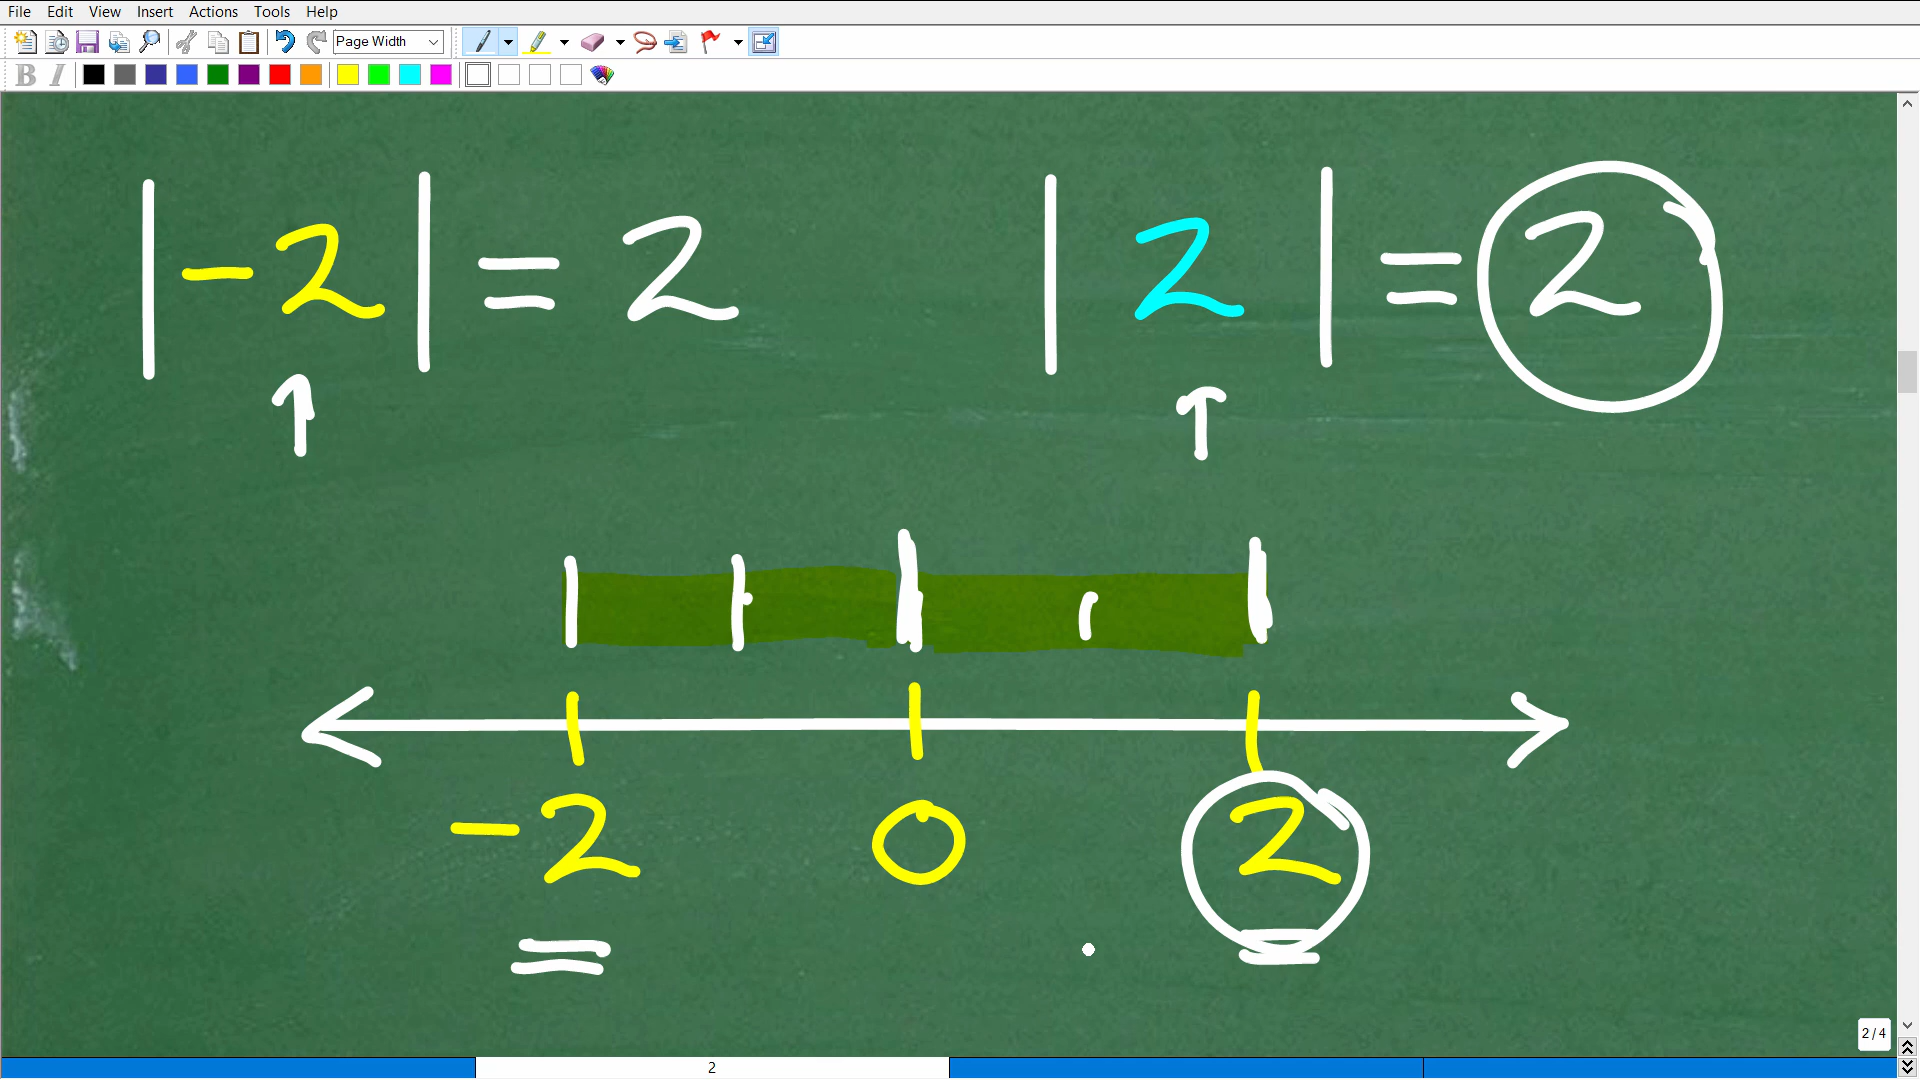 File Edit View Insert Actions Tools Help
Page Width
B I
|-2| = 2 |2| = 2
-2 0 2
2/4
2